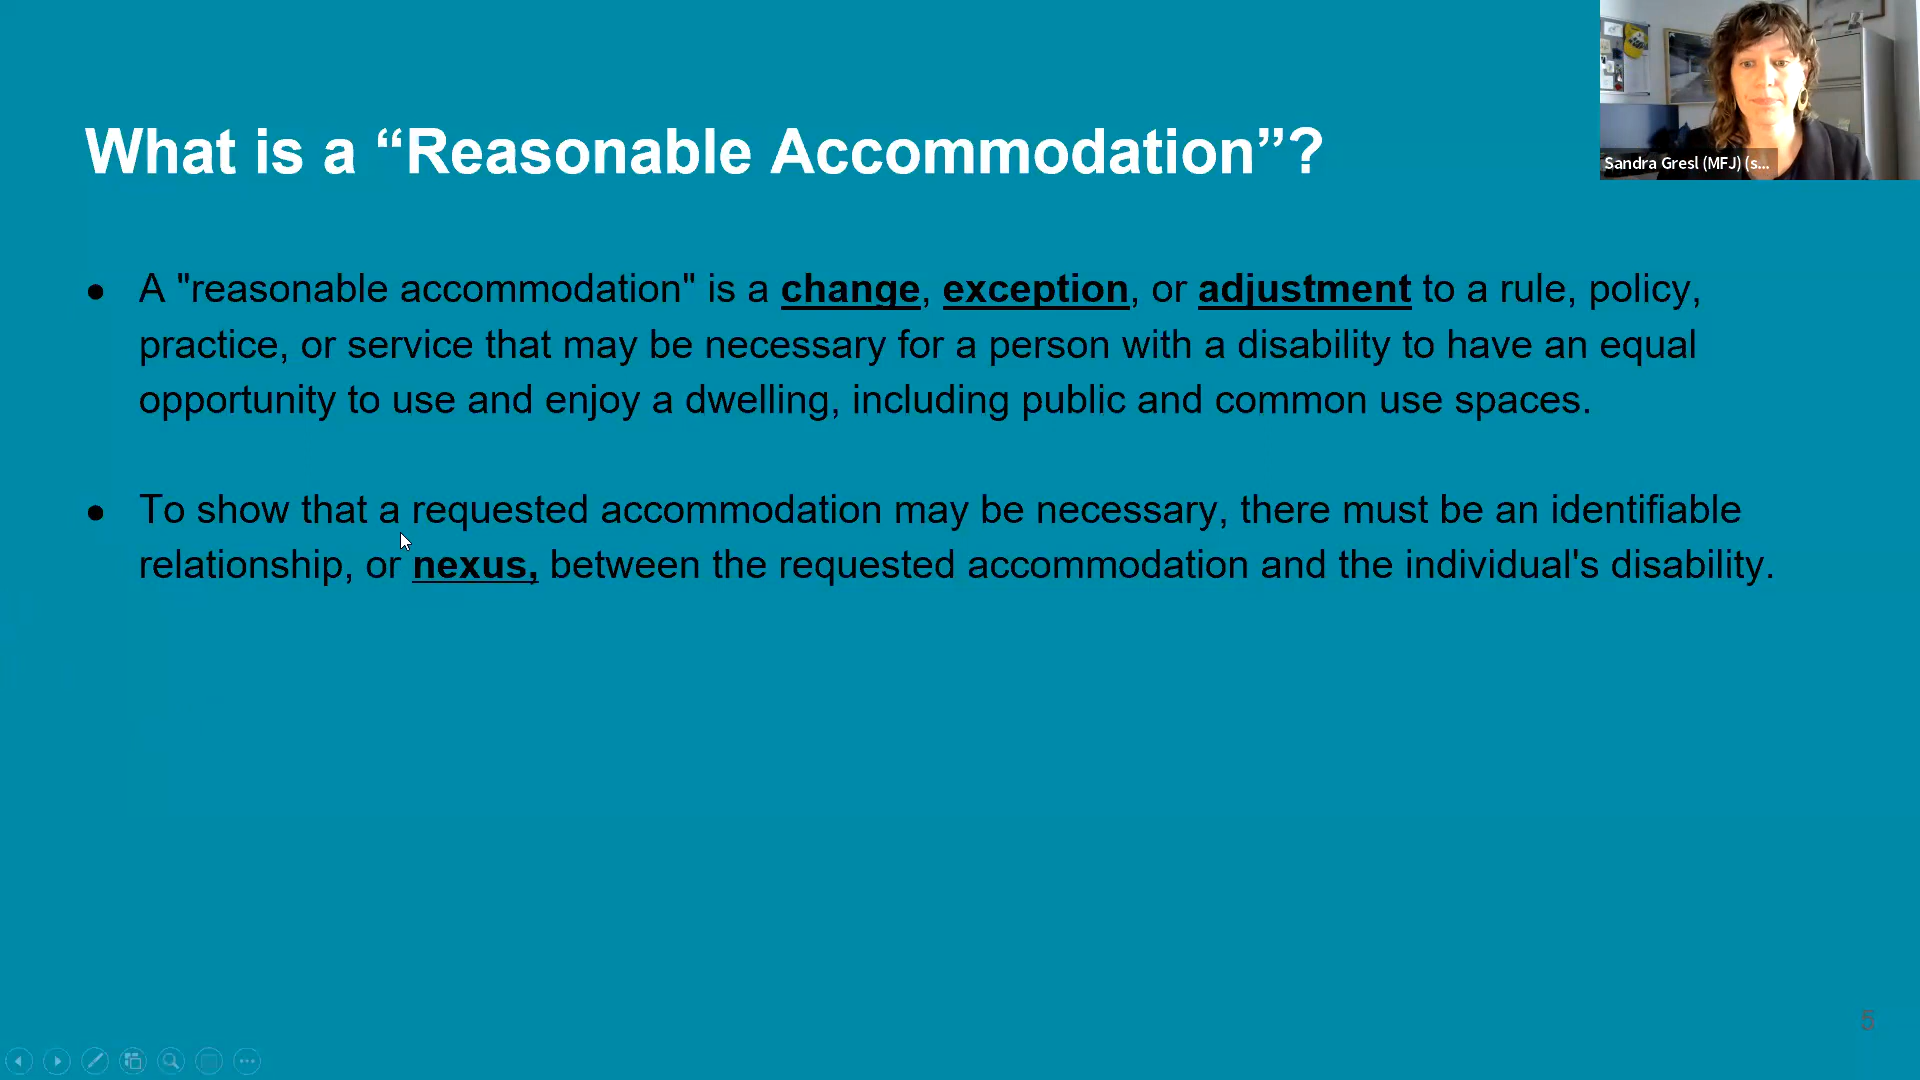 Sandra Gresl (MFJ) (s...
What is a “Reasonable Accommodation”?
● A "reasonable accommodation" is a change, exception, or adjustment to a rule, policy,
practice, or service that may be necessary for a person with a disability to have an equal
opportunity to use and enjoy a dwelling, including public and common use spaces.
● To show that a requested accommodation may be necessary, there must be an identifiable
relationship, or nexus, between the requested accommodation and the individual's disability.
5